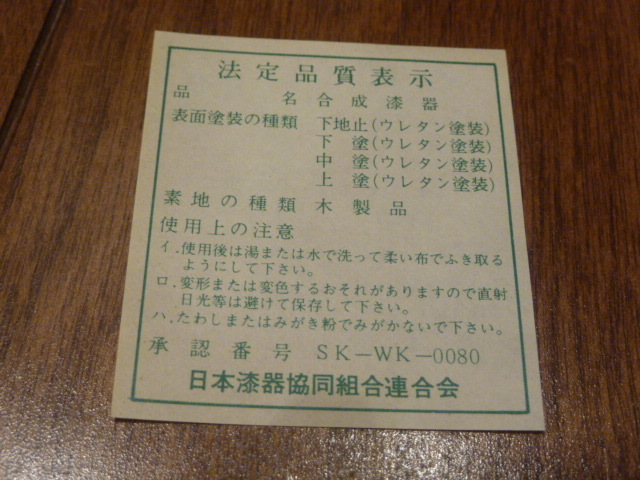 法定品質表示
品名 合成漆器
表面塗装の種類 下地止(ウレタン塗装)
下塗(ウレタン塗装)
中塗(ウレタン塗装)
上塗(ウレタン塗装)
素地の種類 木製品
使用上の注意
イ.使用後は湯または水で洗って柔い布でふき取る
ようにして下さい。
ロ.変形または変色するおそれがありますので直射
日光等は避けて保存して下さい。
ハ.たわしまたはみがき粉でみがかないで下さい。
承認番号 SK-WK-0080
日本漆器協同組合連合会